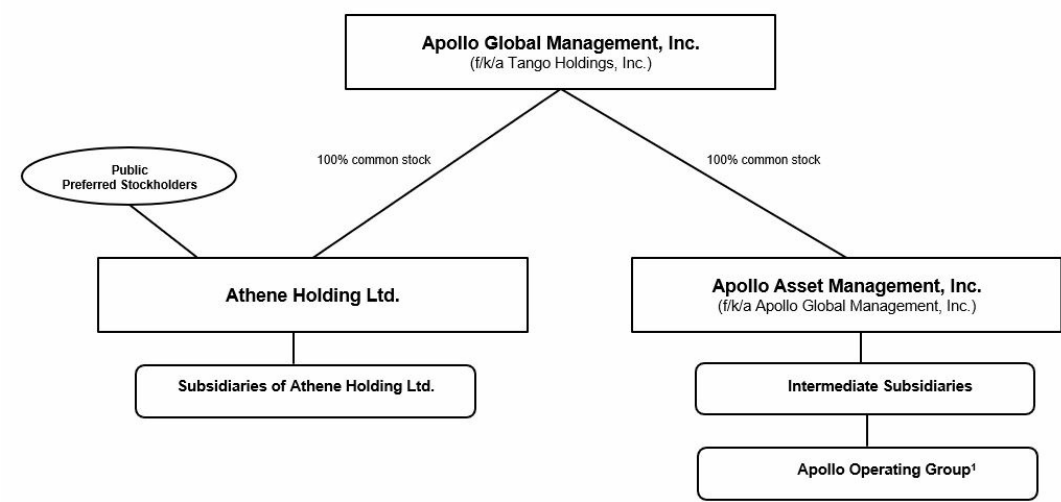 Apollo Global Management, Inc.
(f/k/a Tango Holdings, Inc.)
100% common stock
100% common stock
Public
Preferred Stockholders
Athene Holding Ltd.
Apollo Asset Management, Inc.
(f/k/a Apollo Global Management, Inc.)
Subsidiaries of Athene Holding Ltd.
Intermediate Subsidiaries
Apollo Operating Group¹